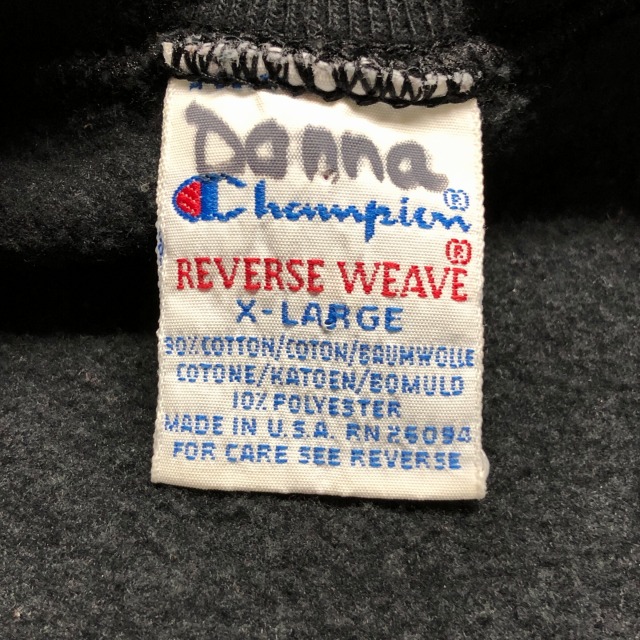 Donna
Champion®
REVERSE WEAVE®
X-LARGE
90% COTTON/COTON/BAUMWOLLE
COTONE/KATOEN/BOMULD
10% POLYESTER
MADE IN U.S.A. RN 26094
FOR CARE SEE REVERSE